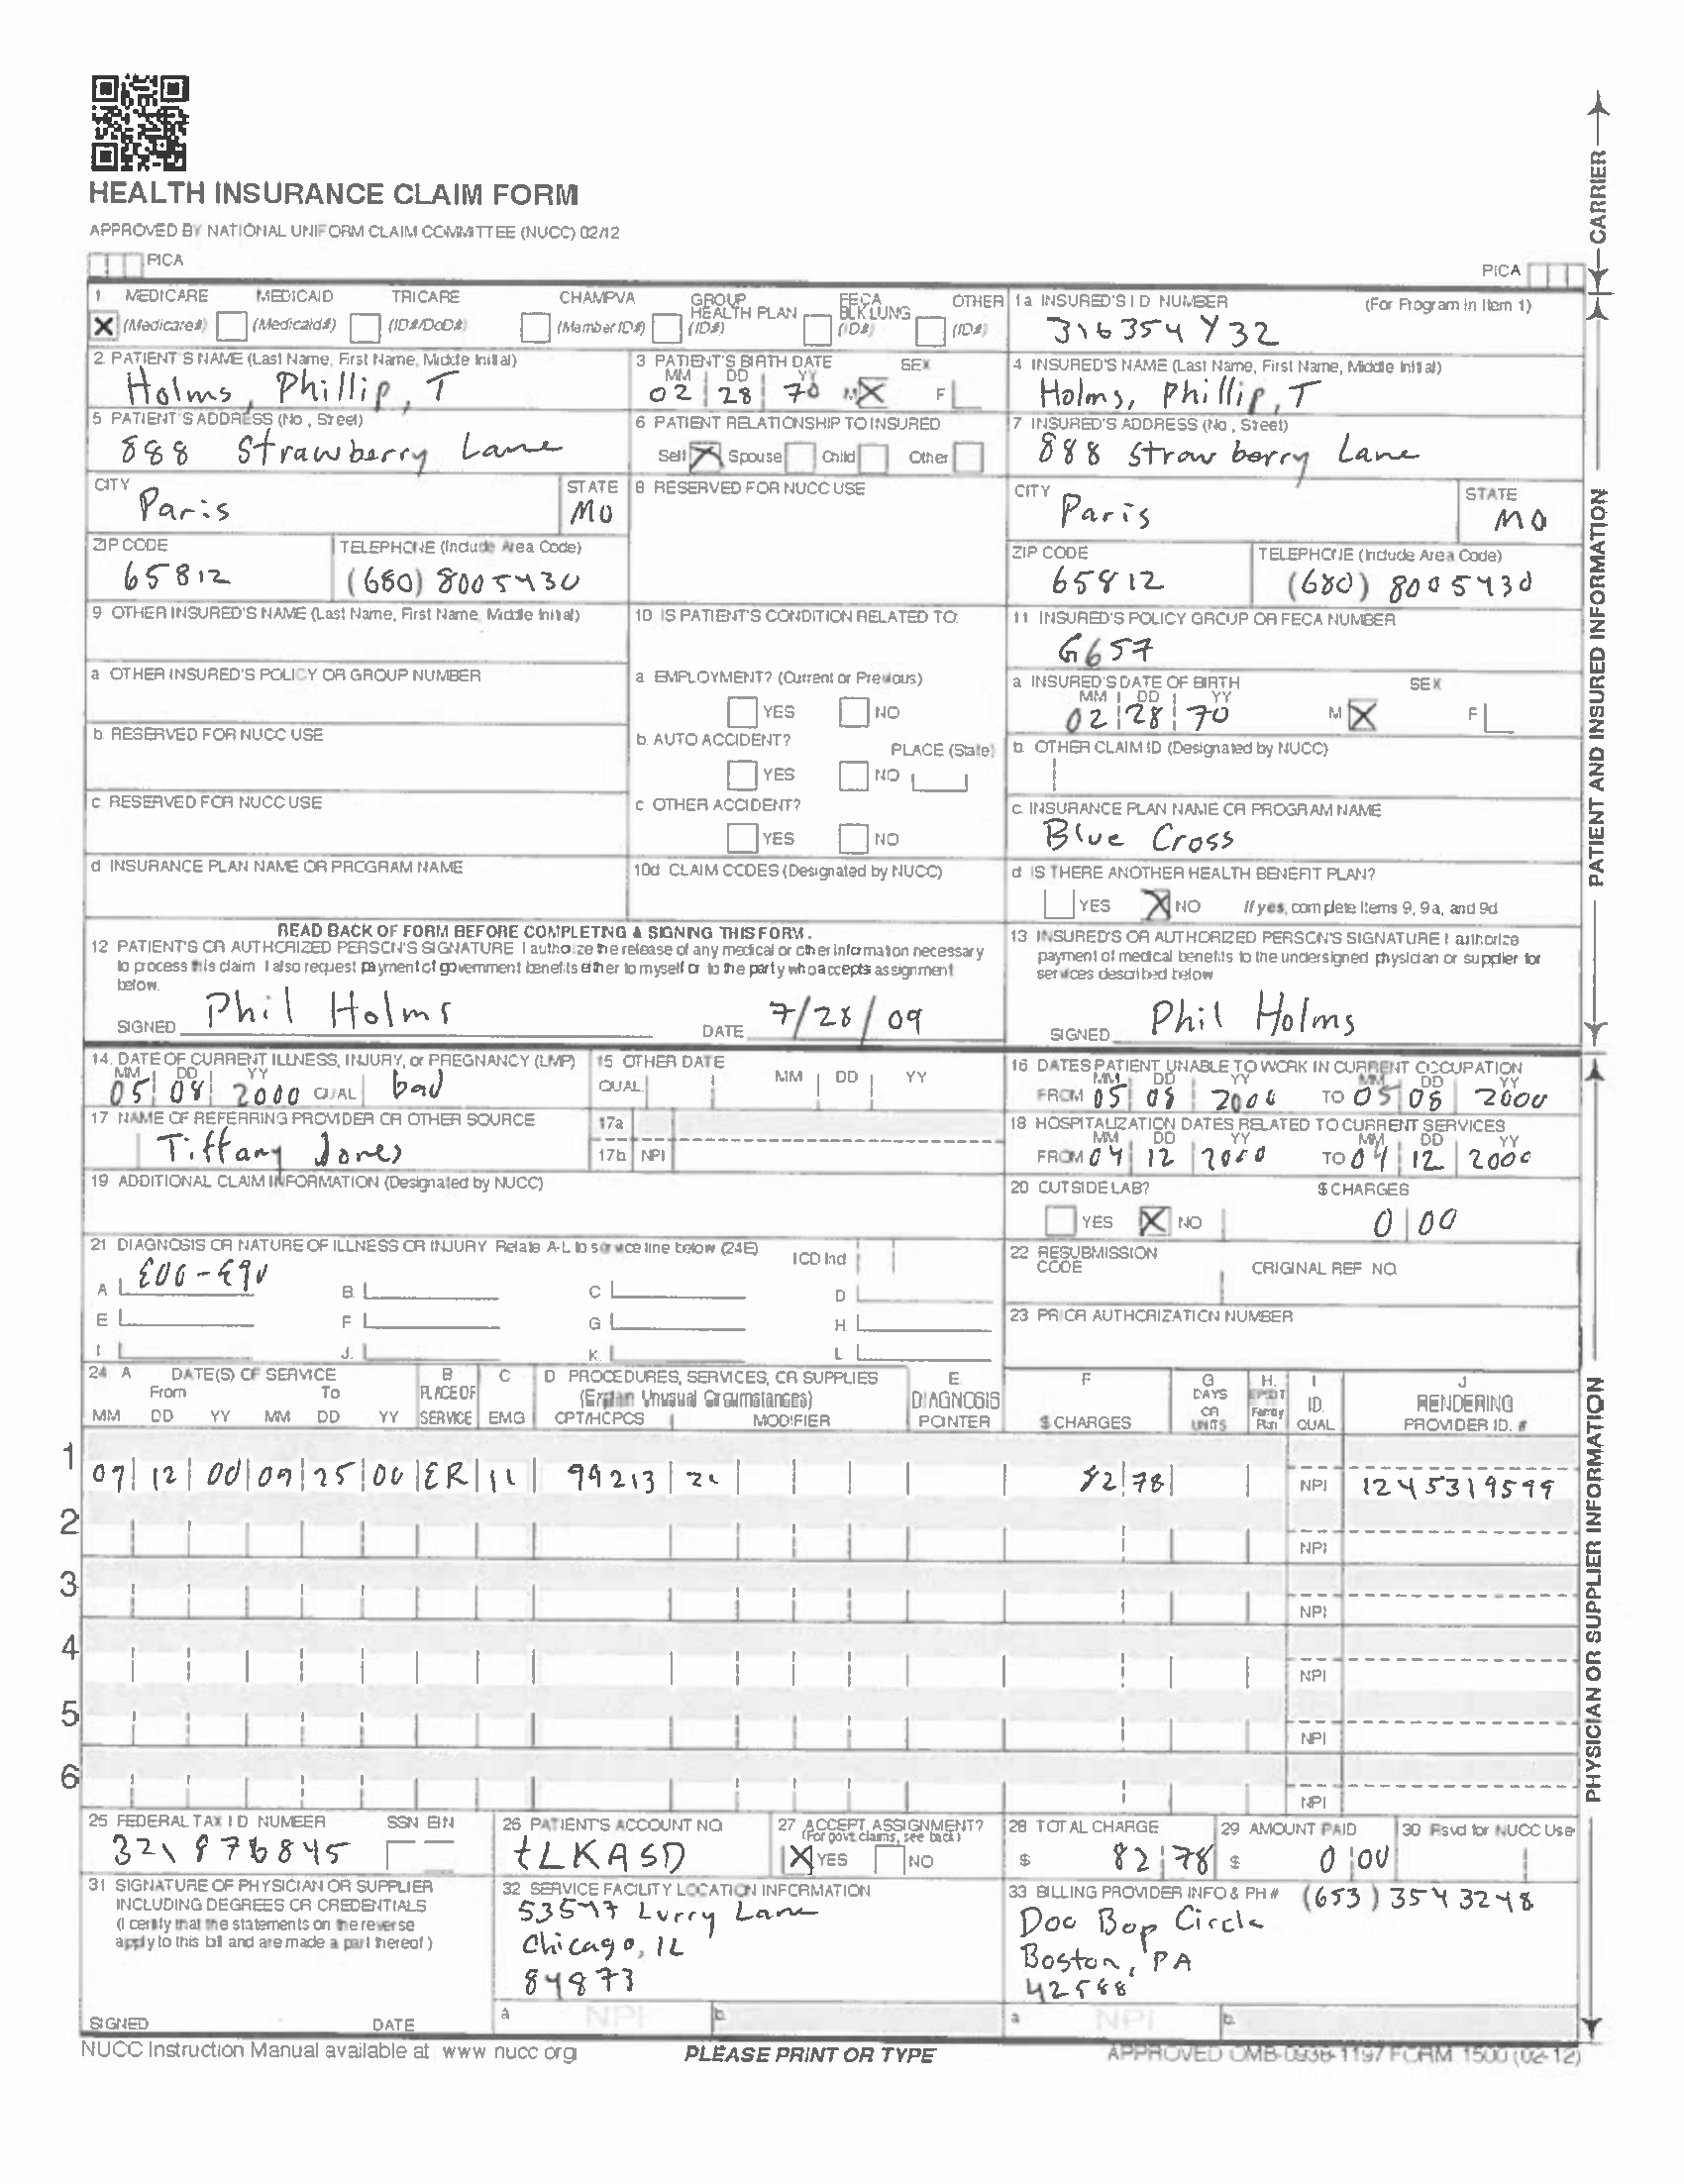 HEALTH INSURANCE CLAIM FORM
APPROVED BY NATIONAL UNIFORM CLAIM COMMITTEE (NUCC) 02/12
PICA
PICA
CARRIER
1 MEDICARE MEDICAID TRICARE CHAMPVA GROUP HEALTH PLAN FECA BLK LUNG OTHER
X (Medicare#) (Medicaid#) (ID#/DoD#) (Member ID#) (ID#) (ID#) (ID#)
1a INSURED'S I D NUMBER (For Program in Item 1)
316354Y32
2 PATIENT'S NAME (Last Name, First Name, Middle Initial)
Holms, Phillip, T
3 PATIENT'S BIRTH DATE SEX
MM DD YY
02 28 70 M X F
4 INSURED'S NAME (Last Name, First Name, Middle Initial)
Holms, Phillip, T
5 PATIENT'S ADDRESS (No , Street)
888 Strawberry Lane
6 PATIENT RELATIONSHIP TO INSURED
Self X Spouse Child Other
7 INSURED'S ADDRESS (No , Street)
888 Strawberry Lane
CITY
Paris
STATE
MO
8 RESERVED FOR NUCC USE
CITY
Paris
STATE
MO
ZIP CODE
65812
TELEPHONE (Include Area Code)
(680) 8005430
ZIP CODE
65812
TELEPHONE (Include Area Code)
(680) 8005430
9 OTHER INSURED'S NAME (Last Name, First Name, Middle Initial)
10 IS PATIENT'S CONDITION RELATED TO:
11 INSURED'S POLICY GROUP OR FECA NUMBER
G657
a OTHER INSURED'S POLICY OR GROUP NUMBER
a EMPLOYMENT? (Current or Previous)
YES NO
a INSURED'S DATE OF BIRTH SEX
MM DD YY
02 28 70 M X F
b. RESERVED FOR NUCC USE
b. AUTO ACCIDENT? PLACE (State)
YES NO
b. OTHER CLAIM ID (Designated by NUCC)
c RESERVED FOR NUCC USE
c OTHER ACCIDENT?
YES NO
c. INSURANCE PLAN NAME OR PROGRAM NAME
Blue Cross
d INSURANCE PLAN NAME OR PROGRAM NAME
10d CLAIM CODES (Designated by NUCC)
d IS THERE ANOTHER HEALTH BENEFIT PLAN?
YES X NO If yes, complete items 9, 9a, and 9d
PATIENT AND INSURED INFORMATION
READ BACK OF FORM BEFORE COMPLETING & SIGNING THIS FORM.
12 PATIENT'S OR AUTHORIZED PERSON'S SIGNATURE I authorize the release of any medical or other information necessary
to process this claim I also request payment of government benefits either to myself or to the party who accepts assignment
below.
SIGNED Phil Holms DATE 7/28/09
13 INSURED'S OR AUTHORIZED PERSON'S SIGNATURE I authorize
payment of medical benefits to the undersigned physician or supplier for
services described below
SIGNED Phil Holms
14. DATE OF CURRENT ILLNESS, INJURY, or PREGNANCY (LMP)
MM DD YY
05 08 2000 QUAL bad
15 OTHER DATE
QUAL MM DD YY
16 DATES PATIENT UNABLE TO WORK IN CURRENT OCCUPATION
MM DD YY MM DD YY
FROM 05 08 2000 TO 05 08 2000
17 NAME OF REFERRING PROVIDER OR OTHER SOURCE
Tiffany Jones
17a
17b NPI
18 HOSPITALIZATION DATES RELATED TO CURRENT SERVICES
MM DD YY MM DD YY
FROM 04 12 2000 TO 04 12 2000
19 ADDITIONAL CLAIM INFORMATION (Designated by NUCC)
20 OUTSIDE LAB? $ CHARGES
YES X NO 0 00
21 DIAGNOSIS OR NATURE OF ILLNESS OR INJURY Relate A-L to service line below (24E) ICD Ind
A E00-E90 B. C D
E F G H.
I J. K. L
22 RESUBMISSION CODE ORIGINAL REF NO.
23 PRIOR AUTHORIZATION NUMBER
24 A DATE(S) OF SERVICE B C D PROCEDURES, SERVICES, OR SUPPLIES E F G H. I J
From To PLACE OF (Explain Unusual Circumstances) DIAGNOSIS DAYS OR UNITS EPSDT Family Plan ID. RENDERING
MM DD YY MM DD YY SERVICE EMG CPT/HCPCS MODIFIER POINTER $ CHARGES QUAL PROVIDER ID. #
1 07 12 00 09 25 00 ER 11 99213 82 78 NPI 1245319599
2 NPI
3 NPI
4 NPI
5 NPI
6 NPI
PHYSICIAN OR SUPPLIER INFORMATION
25 FEDERAL TAX I D NUMBER SSN EIN
321876845
26 PATIENT'S ACCOUNT NO.
tLKASD
27 ACCEPT ASSIGNMENT?
(For govt. claims, see back)
X YES NO
28 TOTAL CHARGE
$ 82 78
29 AMOUNT PAID
$ 0 00
30 Rsvd for NUCC Use
31 SIGNATURE OF PHYSICIAN OR SUPPLIER
INCLUDING DEGREES OR CREDENTIALS
(I certify that the statements on the reverse
apply to this bill and are made a part thereof )
SIGNED DATE
32 SERVICE FACILITY LOCATION INFORMATION
Lurry Lane
Chicago, IL
84873
a NPI b.
33 BILLING PROVIDER INFO & PH # (653) 3543248
Doo Bop Circle
Boston, PA
42588
a NPI b.
NUCC Instruction Manual available at www nucc org
PLEASE PRINT OR TYPE
APPROVED OMB-0938-1197 FORM 1500 (02-12)